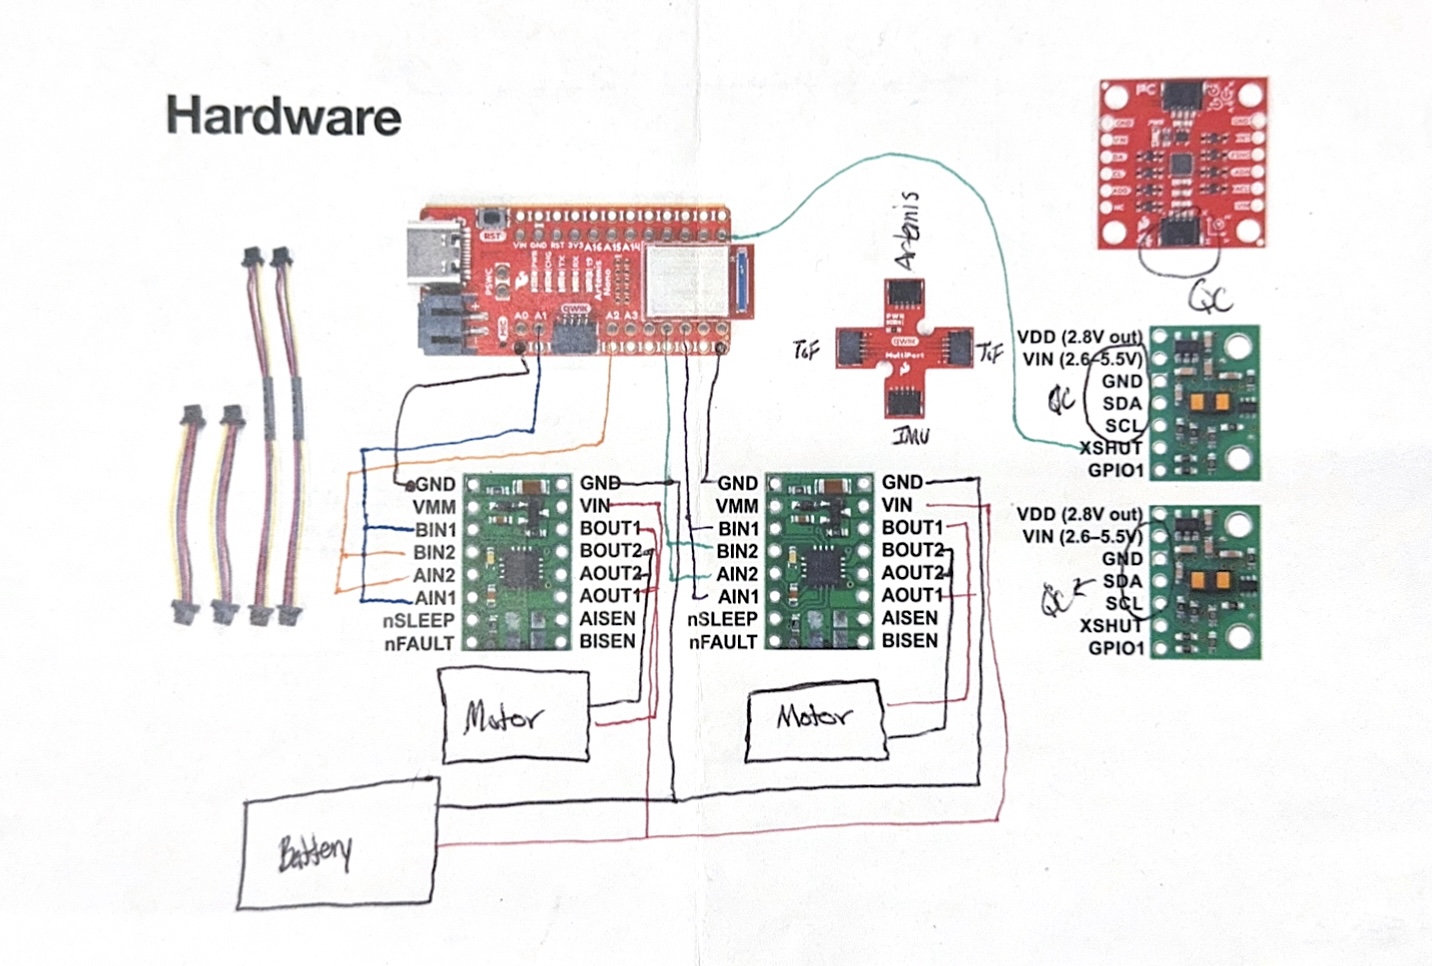 Hardware
RST
VIN GND RST 3V3 A16 A15 A14
PSWC
Artemis
Nano
A0 A1 QWIIC A2 A3
Artemis
ToF
QWIIC
MultiPort
ToF
IMU
I²C
QC
VDD (2.8V out)
VIN (2.6-5.5V)
GND
SDA
SCL
XSHUT
GPIO1
QC
VDD (2.8V out)
VIN (2.6-5.5V)
GND
SDA
SCL
XSHUT
GPIO1
QC
GND
VMM
BIN1
BIN2
AIN2
AIN1
nSLEEP
nFAULT
GND
VIN
BOUT1
BOUT2
AOUT2
AOUT1
AISEN
BISEN
GND
VMM
BIN1
BIN2
AIN2
AIN1
nSLEEP
nFAULT
GND
VIN
BOUT1
BOUT2
AOUT2
AOUT1
AISEN
BISEN
Motor
Motor
Battery